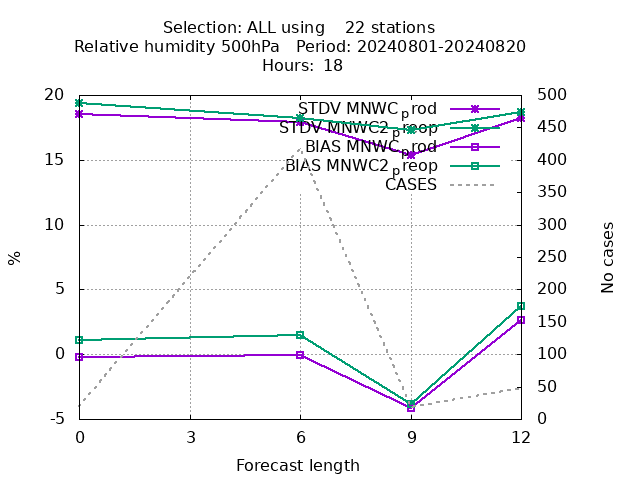 Selection: ALL using    22 stations
Relative humidity 500hPa   Period: 20240801-20240820
Hours: 18
20
15
10
5
0
-5
500
450
400
350
300
250
200
150
100
50
0
STDV MNWC_prod
STDV MNWC2_preop
BIAS MNWC_prod
BIAS MNWC2_preop
CASES
%
No cases
0 3 6 9 12
Forecast length